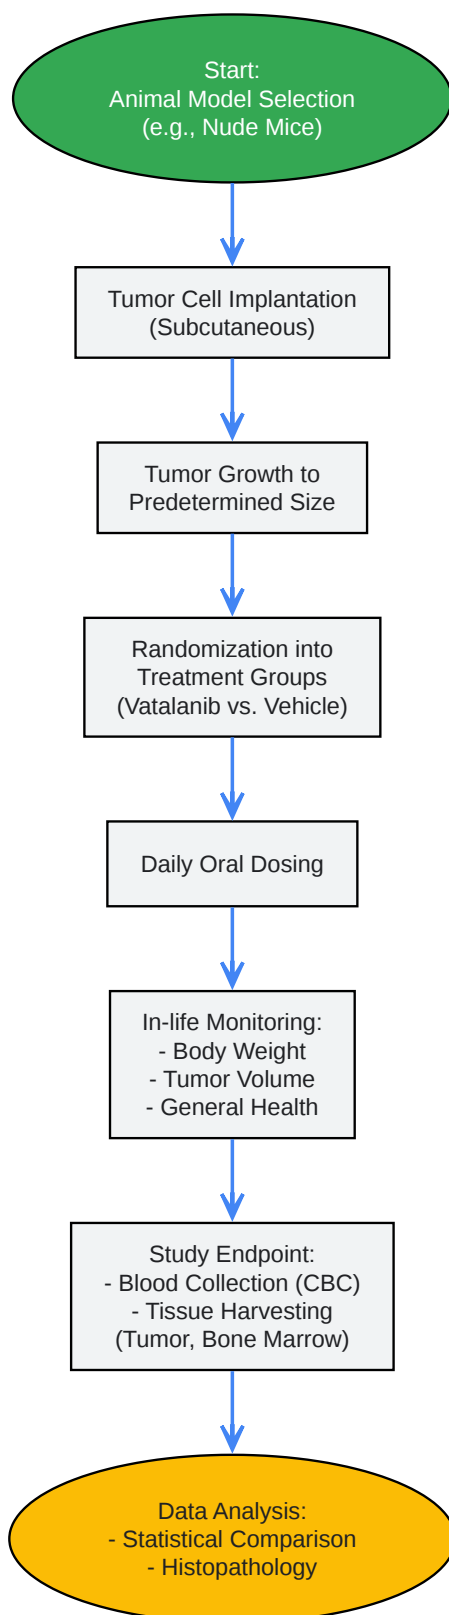 Start:
Animal Model Selection
(e.g., Nude Mice)
Tumor Cell Implantation
(Subcutaneous)
Tumor Growth to
Predetermined Size
Randomization into
Treatment Groups
(Vatalanib vs. Vehicle)
Daily Oral Dosing
In-life Monitoring:
- Body Weight
- Tumor Volume
- General Health
Study Endpoint:
- Blood Collection (CBC)
- Tissue Harvesting
(Tumor, Bone Marrow)
Data Analysis:
- Statistical Comparison
- Histopathology